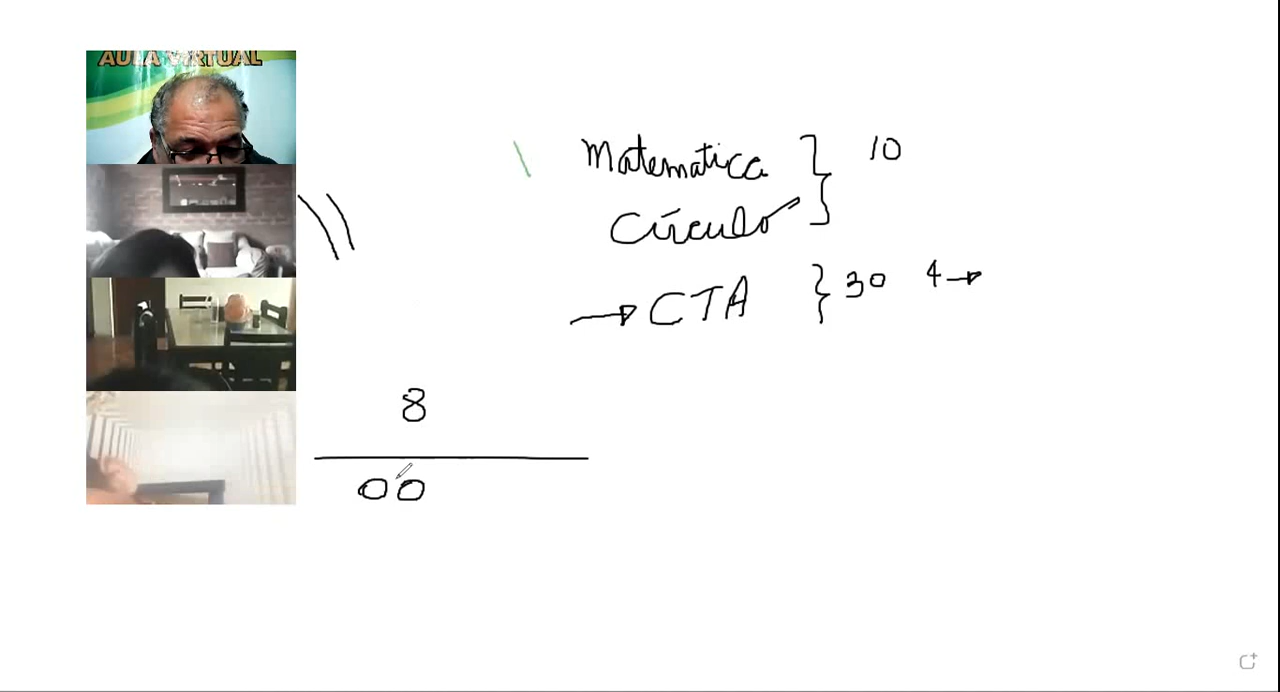 AULA VIRTUAL
Matematica } 10
Círculo
→ CTA } 30 4 →
8
00